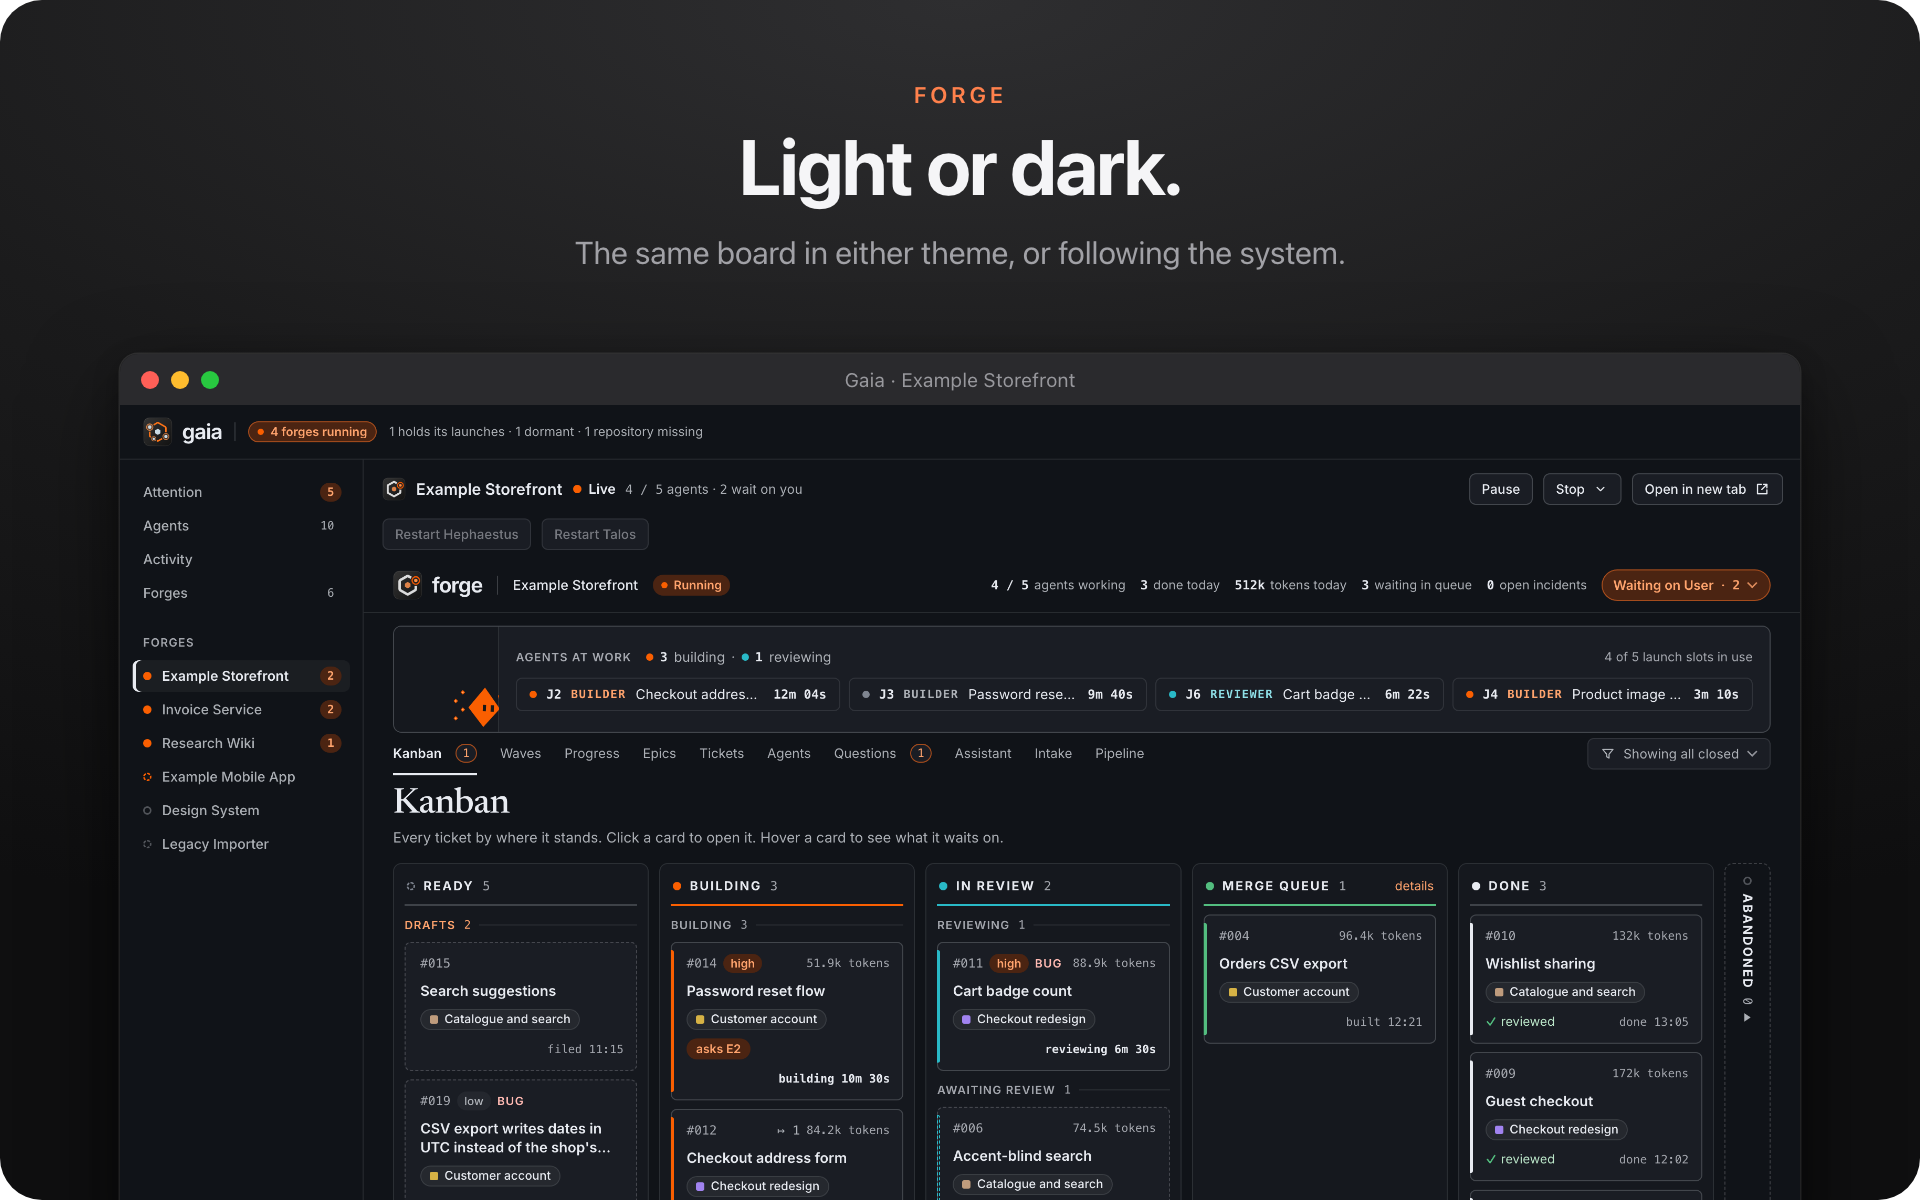 FORGE
Light or dark.
The same board in either theme, or following the system.
Gaia · Example Storefront
gaia
4 forges running
1 holds its launches · 1 dormant · 1 repository missing
Attention 5
Agents 10
Activity
Forges 6
FORGES
Example Storefront 2
Invoice Service 2
Research Wiki 1
Example Mobile App
Design System
Legacy Importer
Example Storefront Live 4 / 5 agents · 2 wait on you
Pause
Stop
Open in new tab
Restart Hephaestus
Restart Talos
forge
Example Storefront
Running
4 / 5 agents working 3 done today 512k tokens today 3 waiting in queue 0 open incidents
Waiting on User · 2
AGENTS AT WORK 3 building · 1 reviewing
4 of 5 launch slots in use
J2 BUILDER Checkout addres... 12m 04s
J3 BUILDER Password rese... 9m 40s
J6 REVIEWER Cart badge ... 6m 22s
J4 BUILDER Product image ... 3m 10s
Kanban 1
Waves
Progress
Epics
Tickets
Agents
Questions 1
Assistant
Intake
Pipeline
Showing all closed
Kanban
Every ticket by where it stands. Click a card to open it. Hover a card to see what it waits on.
READY 5
DRAFTS 2
#015
Search suggestions
Catalogue and search
filed 11:15
#019 low BUG
CSV export writes dates in
UTC instead of the shop's...
Customer account
BUILDING 3
BUILDING 3
#014 high 51.9k tokens
Password reset flow
Customer account
asks E2
building 10m 30s
#012 ↦ 1 84.2k tokens
Checkout address form
Checkout redesign
IN REVIEW 2
REVIEWING 1
#011 high BUG 88.9k tokens
Cart badge count
Checkout redesign
reviewing 6m 30s
AWAITING REVIEW 1
#006 74.5k tokens
Accent-blind search
Catalogue and search
MERGE QUEUE 1 details
#004 96.4k tokens
Orders CSV export
Customer account
built 12:21
DONE 3
#010 132k tokens
Wishlist sharing
Catalogue and search
✓ reviewed done 13:05
#009 172k tokens
Guest checkout
Checkout redesign
✓ reviewed done 12:02
ABANDONED 0